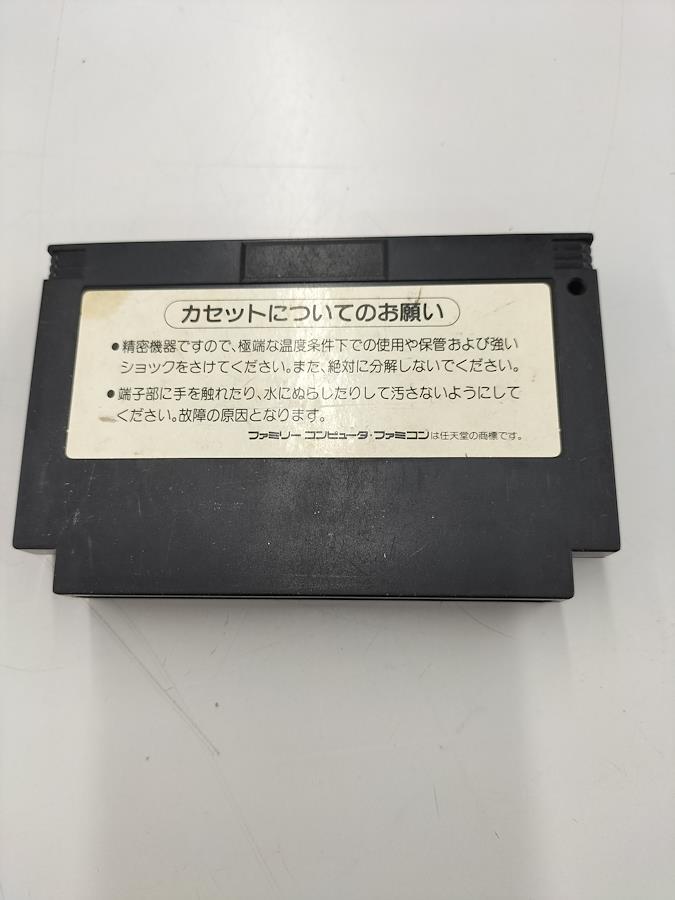 カセットについてのお願い
●精密機器ですので、極端な温度条件下での使用や保管および強い
ショックをさけてください。また、絶対に分解しないでください。
●端子部に手を触れたり、水にぬらしたりして汚さないようにして
ください。故障の原因となります。
ファミリーコンピュータ・ファミコンは任天堂の商標です。